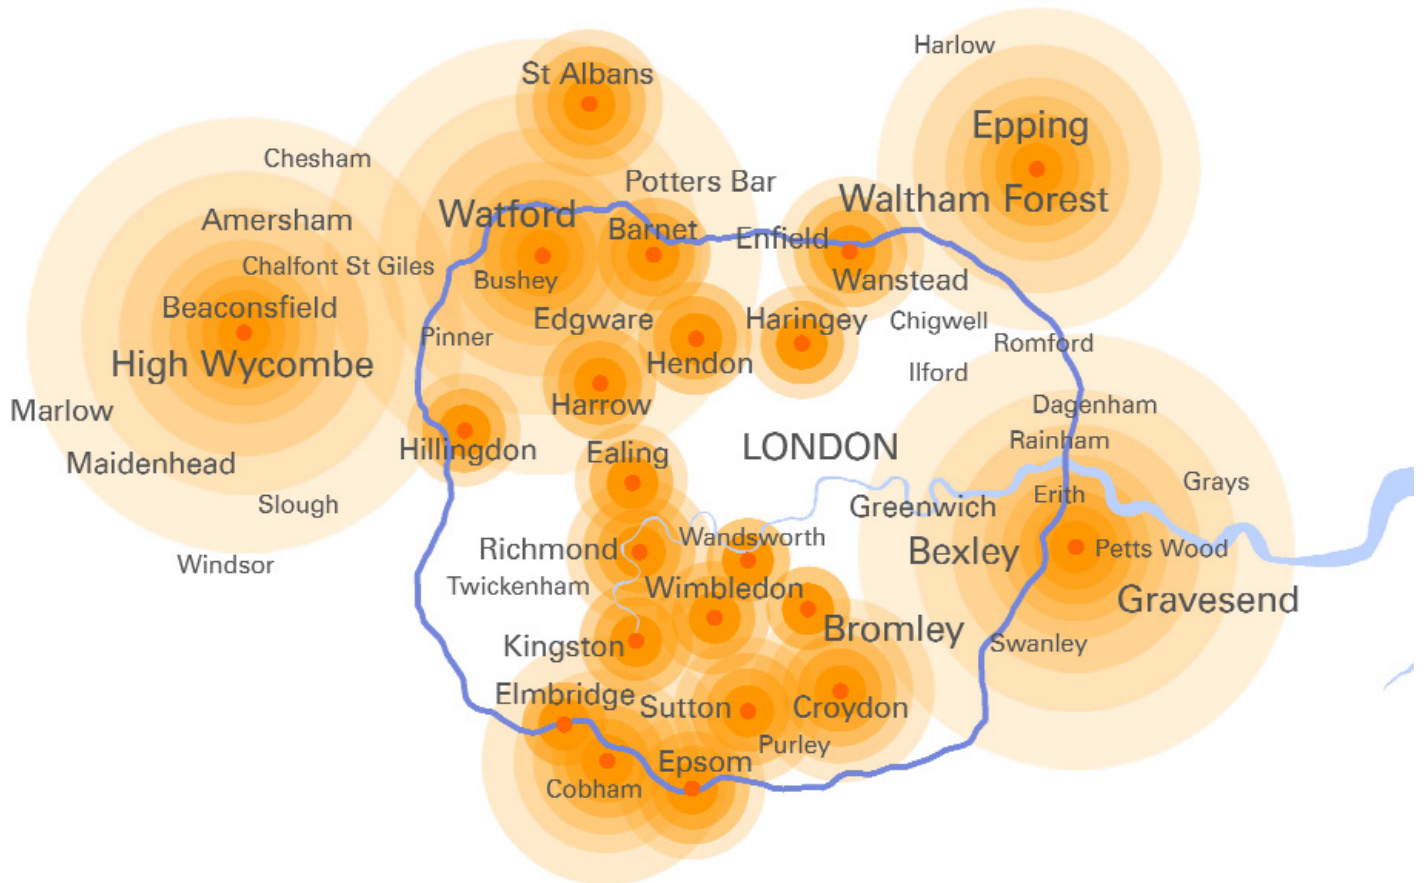 Harlow
St Albans
Epping
Chesham
Potters Bar
Waltham Forest
Amersham
Watford
Barnet
Enfield
Chalfont St Giles
Bushey
Wanstead
Beaconsfield
Edgware
Haringey
Chigwell
Pinner
Romford
High Wycombe
Hendon
Ilford
Marlow
Harrow
Dagenham
Hillingdon
Ealing
LONDON
Rainham
Maidenhead
Slough
Greenwich
Erith
Grays
Richmond
Wandsworth
Bexley
Petts Wood
Windsor
Twickenham
Wimbledon
Gravesend
Kingston
Bromley
Swanley
Elmbridge
Sutton
Croydon
Purley
Epsom
Cobham